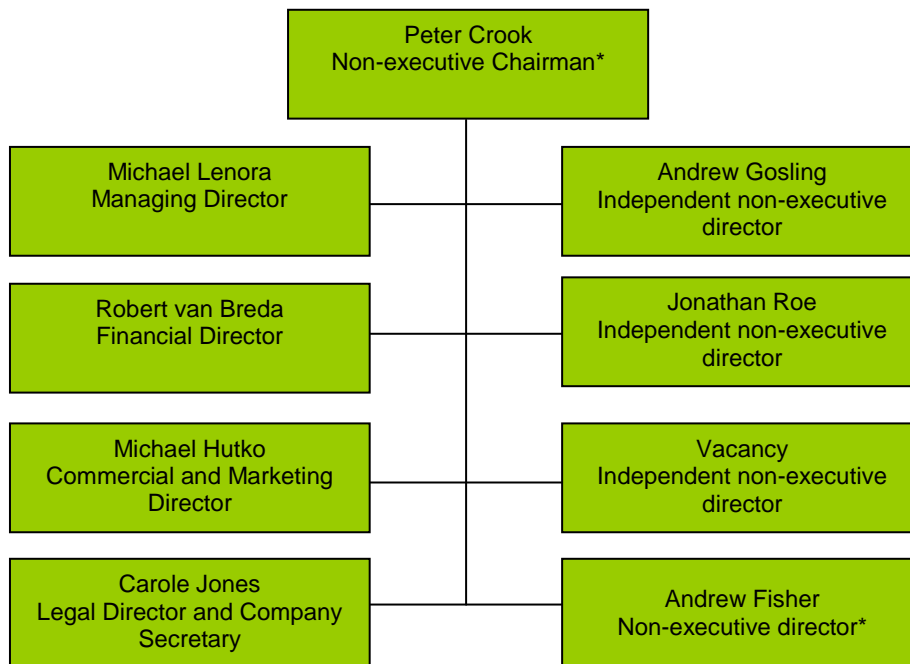 Peter Crook
Non-executive Chairman*
Michael Lenora
Managing Director
Andrew Gosling
Independent non-executive
director
Robert van Breda
Financial Director
Jonathan Roe
Independent non-executive
director
Michael Hutko
Commercial and Marketing
Director
Vacancy
Independent non-executive
director
Carole Jones
Legal Director and Company
Secretary
Andrew Fisher
Non-executive director*